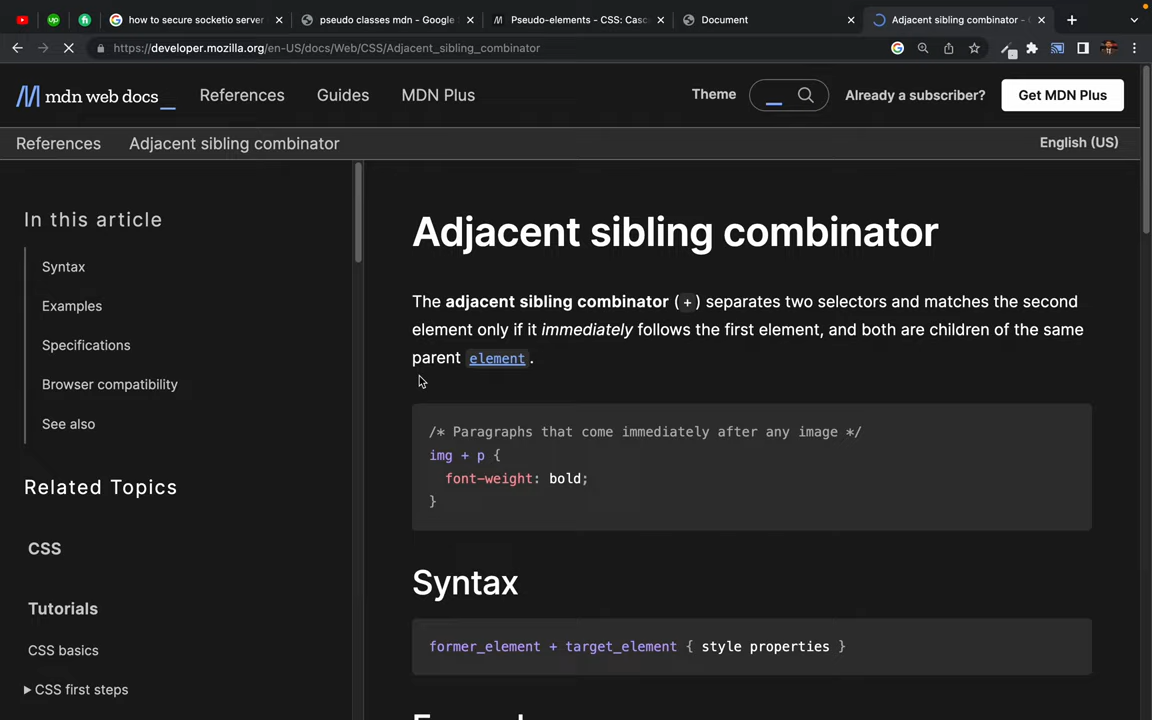 how to secure socketio server
pseudo classes mdn - Google
Pseudo-elements - CSS: Casc
Document
Adjacent sibling combinator -
https://developer.mozilla.org/en-US/docs/Web/CSS/Adjacent_sibling_combinator
mdn web docs_
References
Guides
MDN Plus
Theme
Already a subscriber?
Get MDN Plus
References
Adjacent sibling combinator
English (US)
In this article
Syntax
Examples
Specifications
Browser compatibility
See also
Related Topics
CSS
Tutorials
CSS basics
CSS first steps
Adjacent sibling combinator
The adjacent sibling combinator (+) separates two selectors and matches the second
element only if it immediately follows the first element, and both are children of the same
parent element.
/* Paragraphs that come immediately after any image */
img + p {
font-weight: bold;
}
Syntax
former_element + target_element { style properties }